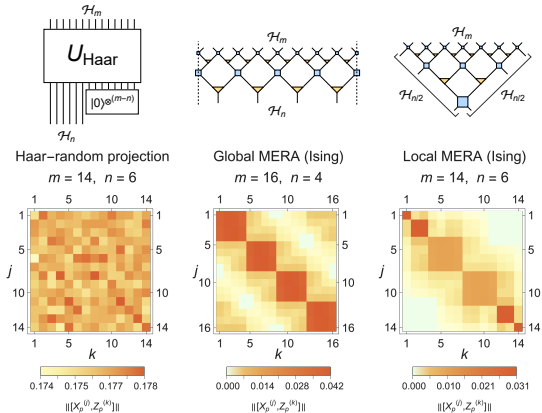 ℋm
ℋm
ℋm
UHaar
|0⟩⊗(m−n)
ℋn
ℋn
ℋn/2
ℋn/2
Haar−random projection
m = 14, n = 6
Global MERA (Ising)
m = 16, n = 4
Local MERA (Ising)
m = 14, n = 6
1 5 10 14
1 5 10 16
1 5 10 14
1
5
10
14
1
5
10
14
j
k
1
5
10
16
1
5
10
16
j
k
1
5
10
14
1
5
10
14
j
k
0.174 0.177 0.178
0.000 0.014 0.028 0.042
0.000 0.010 0.021 0.031
||[Xp(j),Zp(k)]||
||[Xp(j),Zp(k)]||
||[Xp(j),Zp(k)]||